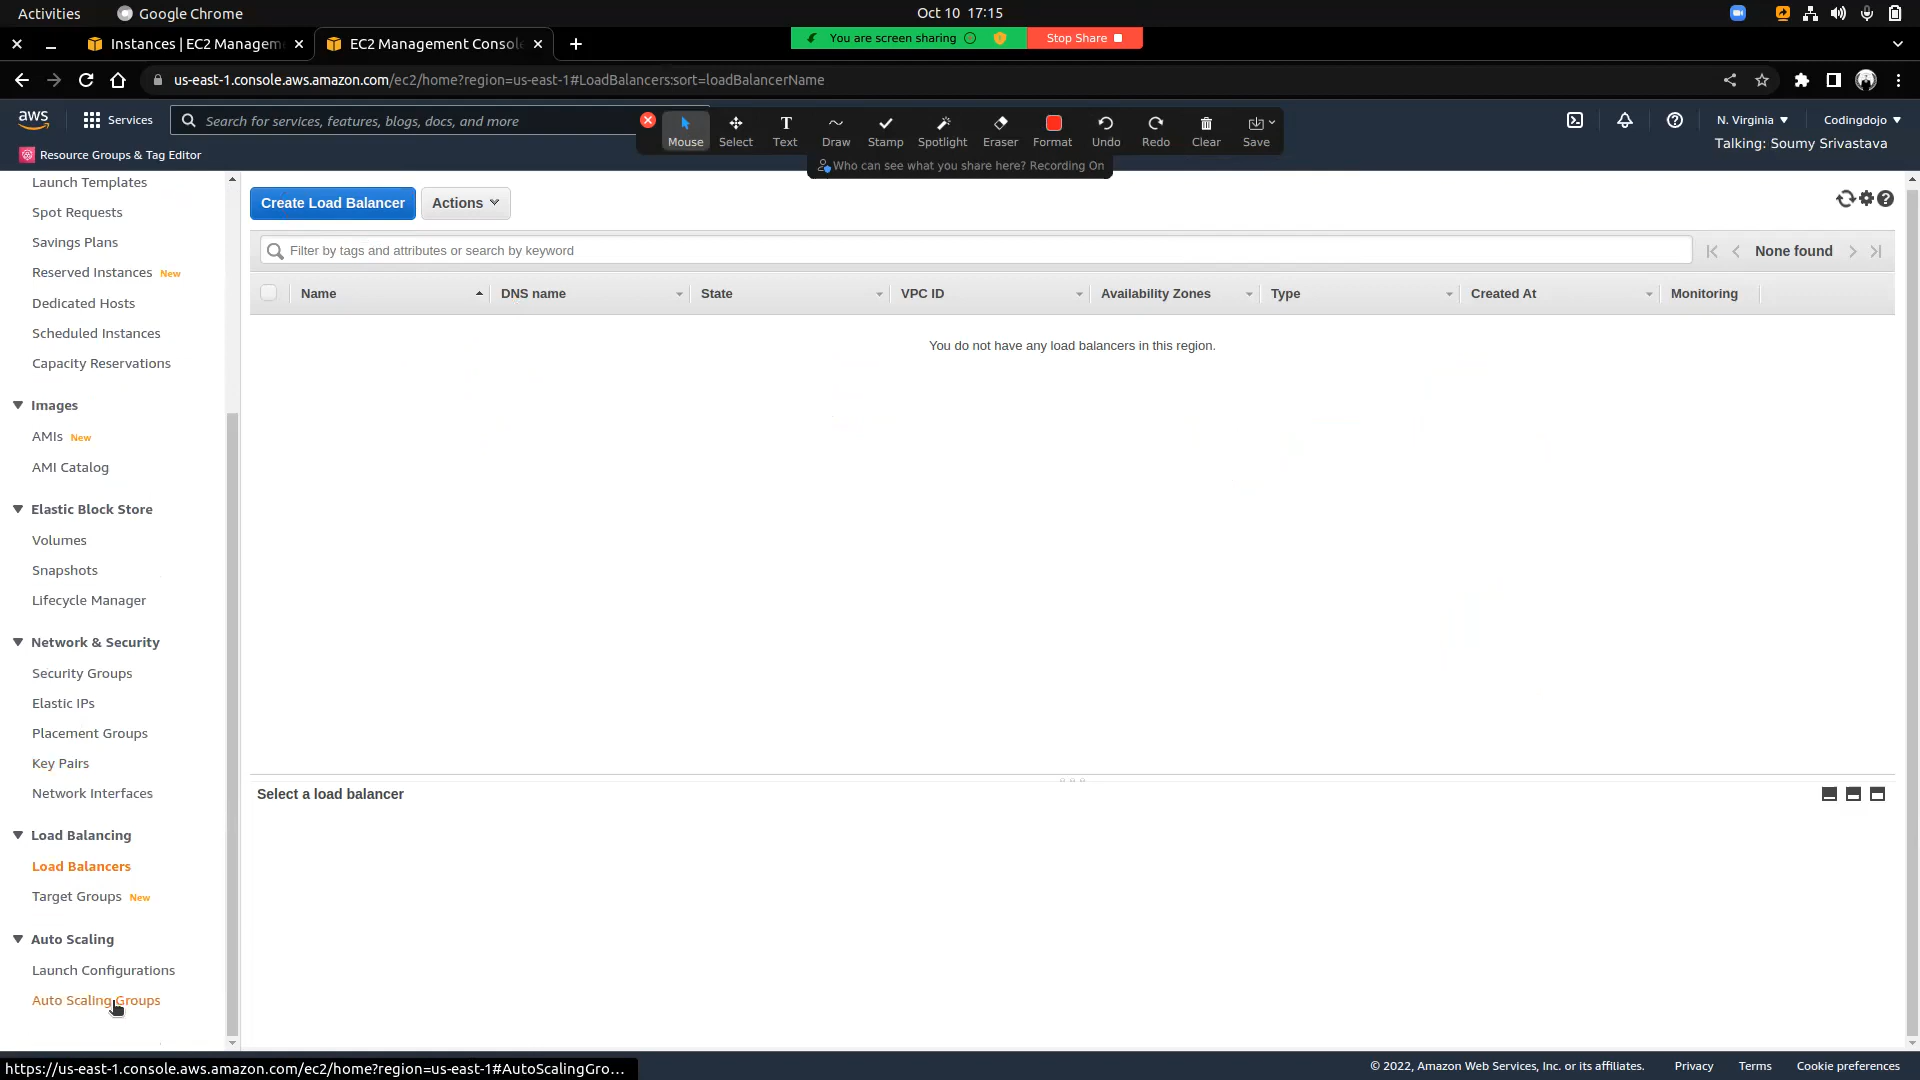 Activities
Google Chrome
Oct 10 17:15
Instances | EC2 Managem
EC2 Management Consol
You are screen sharing
Stop Share
us-east-1.console.aws.amazon.com/ec2/home?region=us-east-1#LoadBalancers:sort=loadBalancerName
aws
Services
Search for services, features, blogs, docs, and more
Mouse
Select
Text
Draw
Stamp
Spotlight
Eraser
Format
Undo
Redo
Clear
Save
N. Virginia
Codingdojo
Talking: Soumy Srivastava
Resource Groups & Tag Editor
Who can see what you share here? Recording On
Launch Templates
Spot Requests
Savings Plans
Reserved Instances New
Dedicated Hosts
Scheduled Instances
Capacity Reservations
Images
AMIs New
AMI Catalog
Elastic Block Store
Volumes
Snapshots
Lifecycle Manager
Network & Security
Security Groups
Elastic IPs
Placement Groups
Key Pairs
Network Interfaces
Load Balancing
Load Balancers
Target Groups New
Auto Scaling
Launch Configurations
Auto Scaling Groups
Create Load Balancer
Actions
Filter by tags and attributes or search by keyword
None found
Name
DNS name
State
VPC ID
Availability Zones
Type
Created At
Monitoring
You do not have any load balancers in this region.
Select a load balancer
https://us-east-1.console.aws.amazon.com/ec2/home?region=us-east-1#AutoScalingGro...
© 2022, Amazon Web Services, Inc. or its affiliates.
Privacy
Terms
Cookie preferences